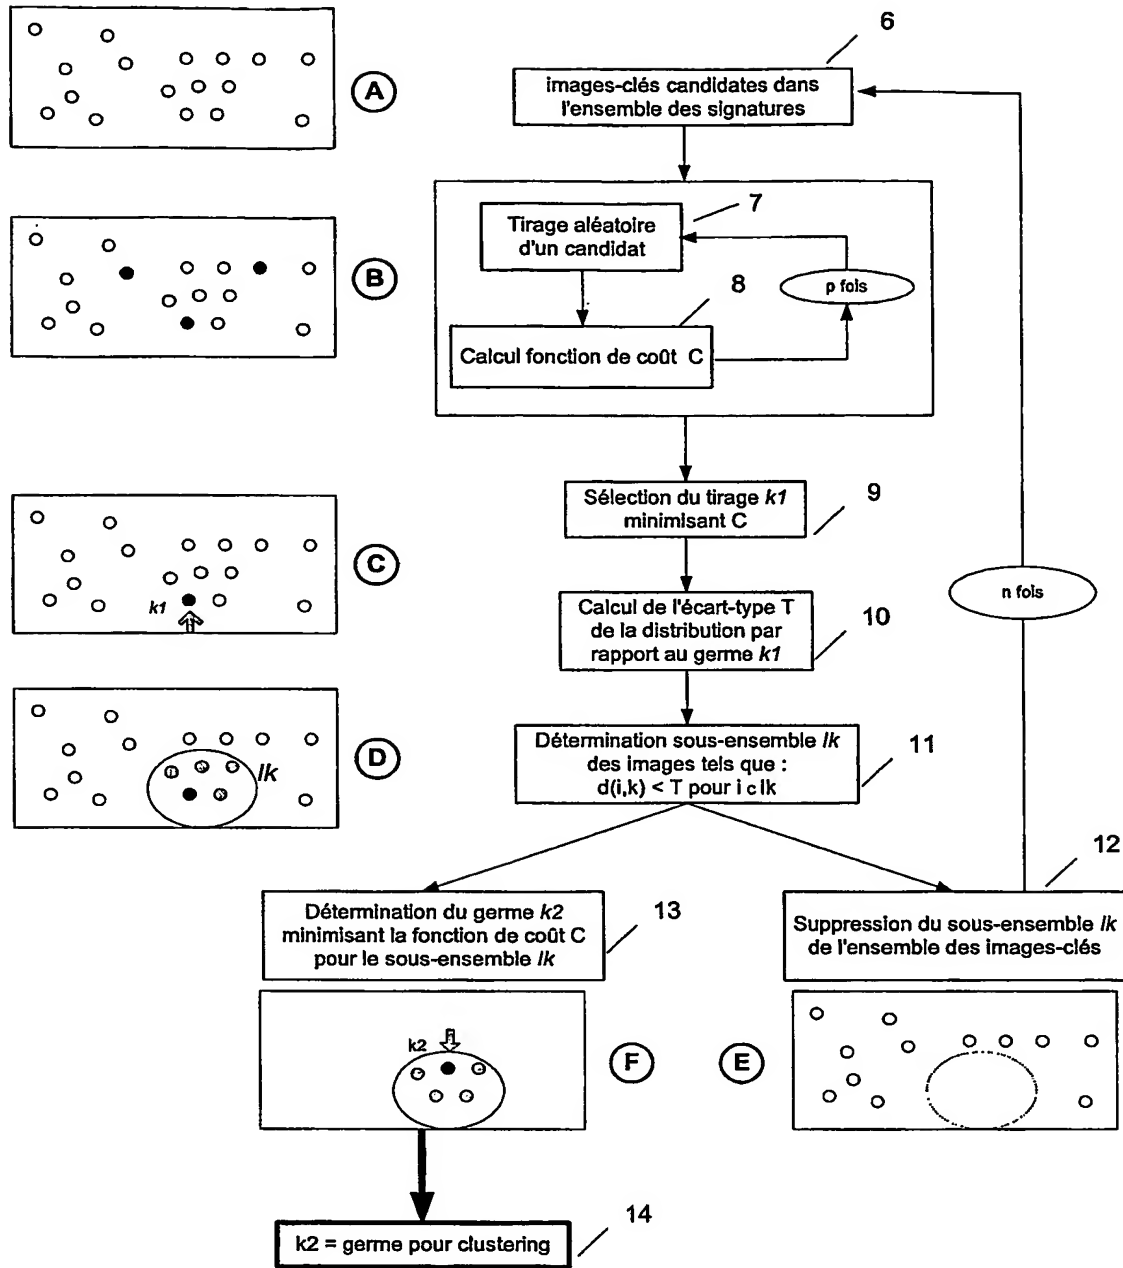 6
images-clés candidates dans
l'ensemble des signatures
A
7
Tirage aléatoire
d'un candidat
p fois
B
8
Calcul fonction de coût C
Sélection du tirage k1
minimisant C
9
C
k1
Calcul de l'écart-type T
de la distribution par
rapport au germe k1
10
n fois
D
Ik
Détermination sous-ensemble Ik
des images tels que :
d(i,k) < T pour i c Ik
11
12
Détermination du germe k2
minimisant la fonction de coût C
pour le sous-ensemble Ik
13
Suppression du sous-ensemble Ik
de l'ensemble des images-clés
k2
F
E
14
k2 = germe pour clustering